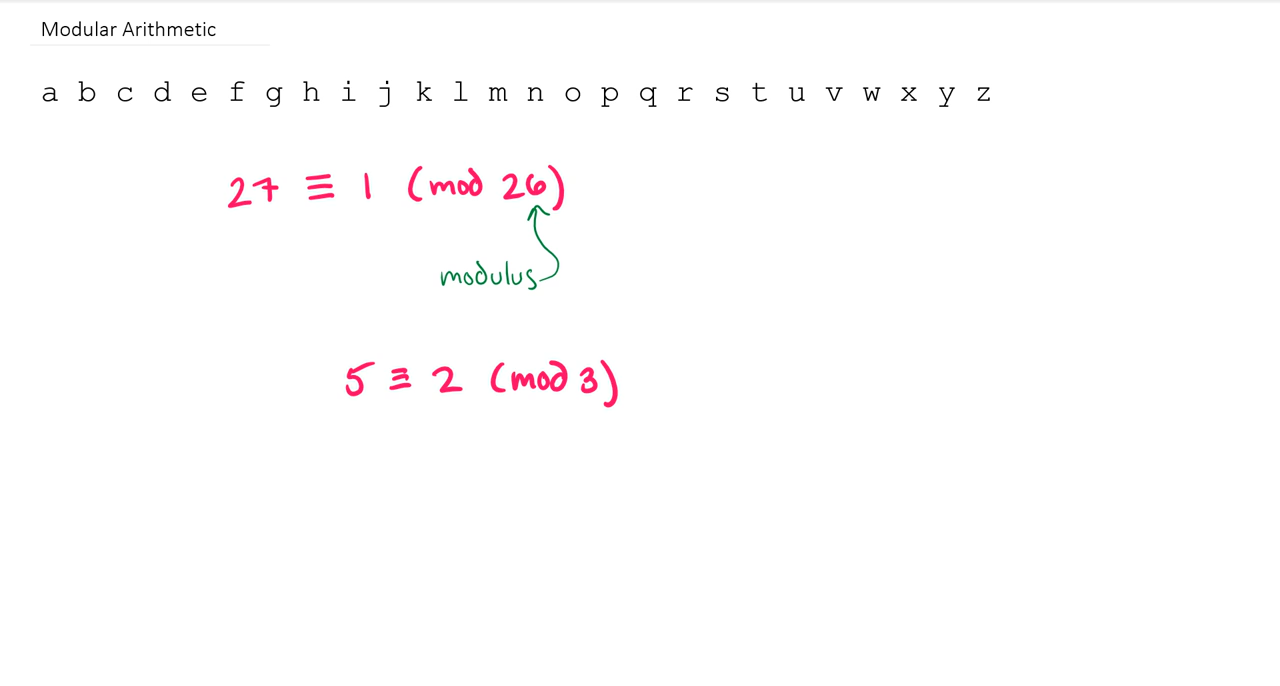 Modular Arithmetic
a b c d e f g h i j k l m n o p q r s t u v w x y z
27 ≡ 1 (mod 26)
modulus
5 ≡ 2 (mod 3)